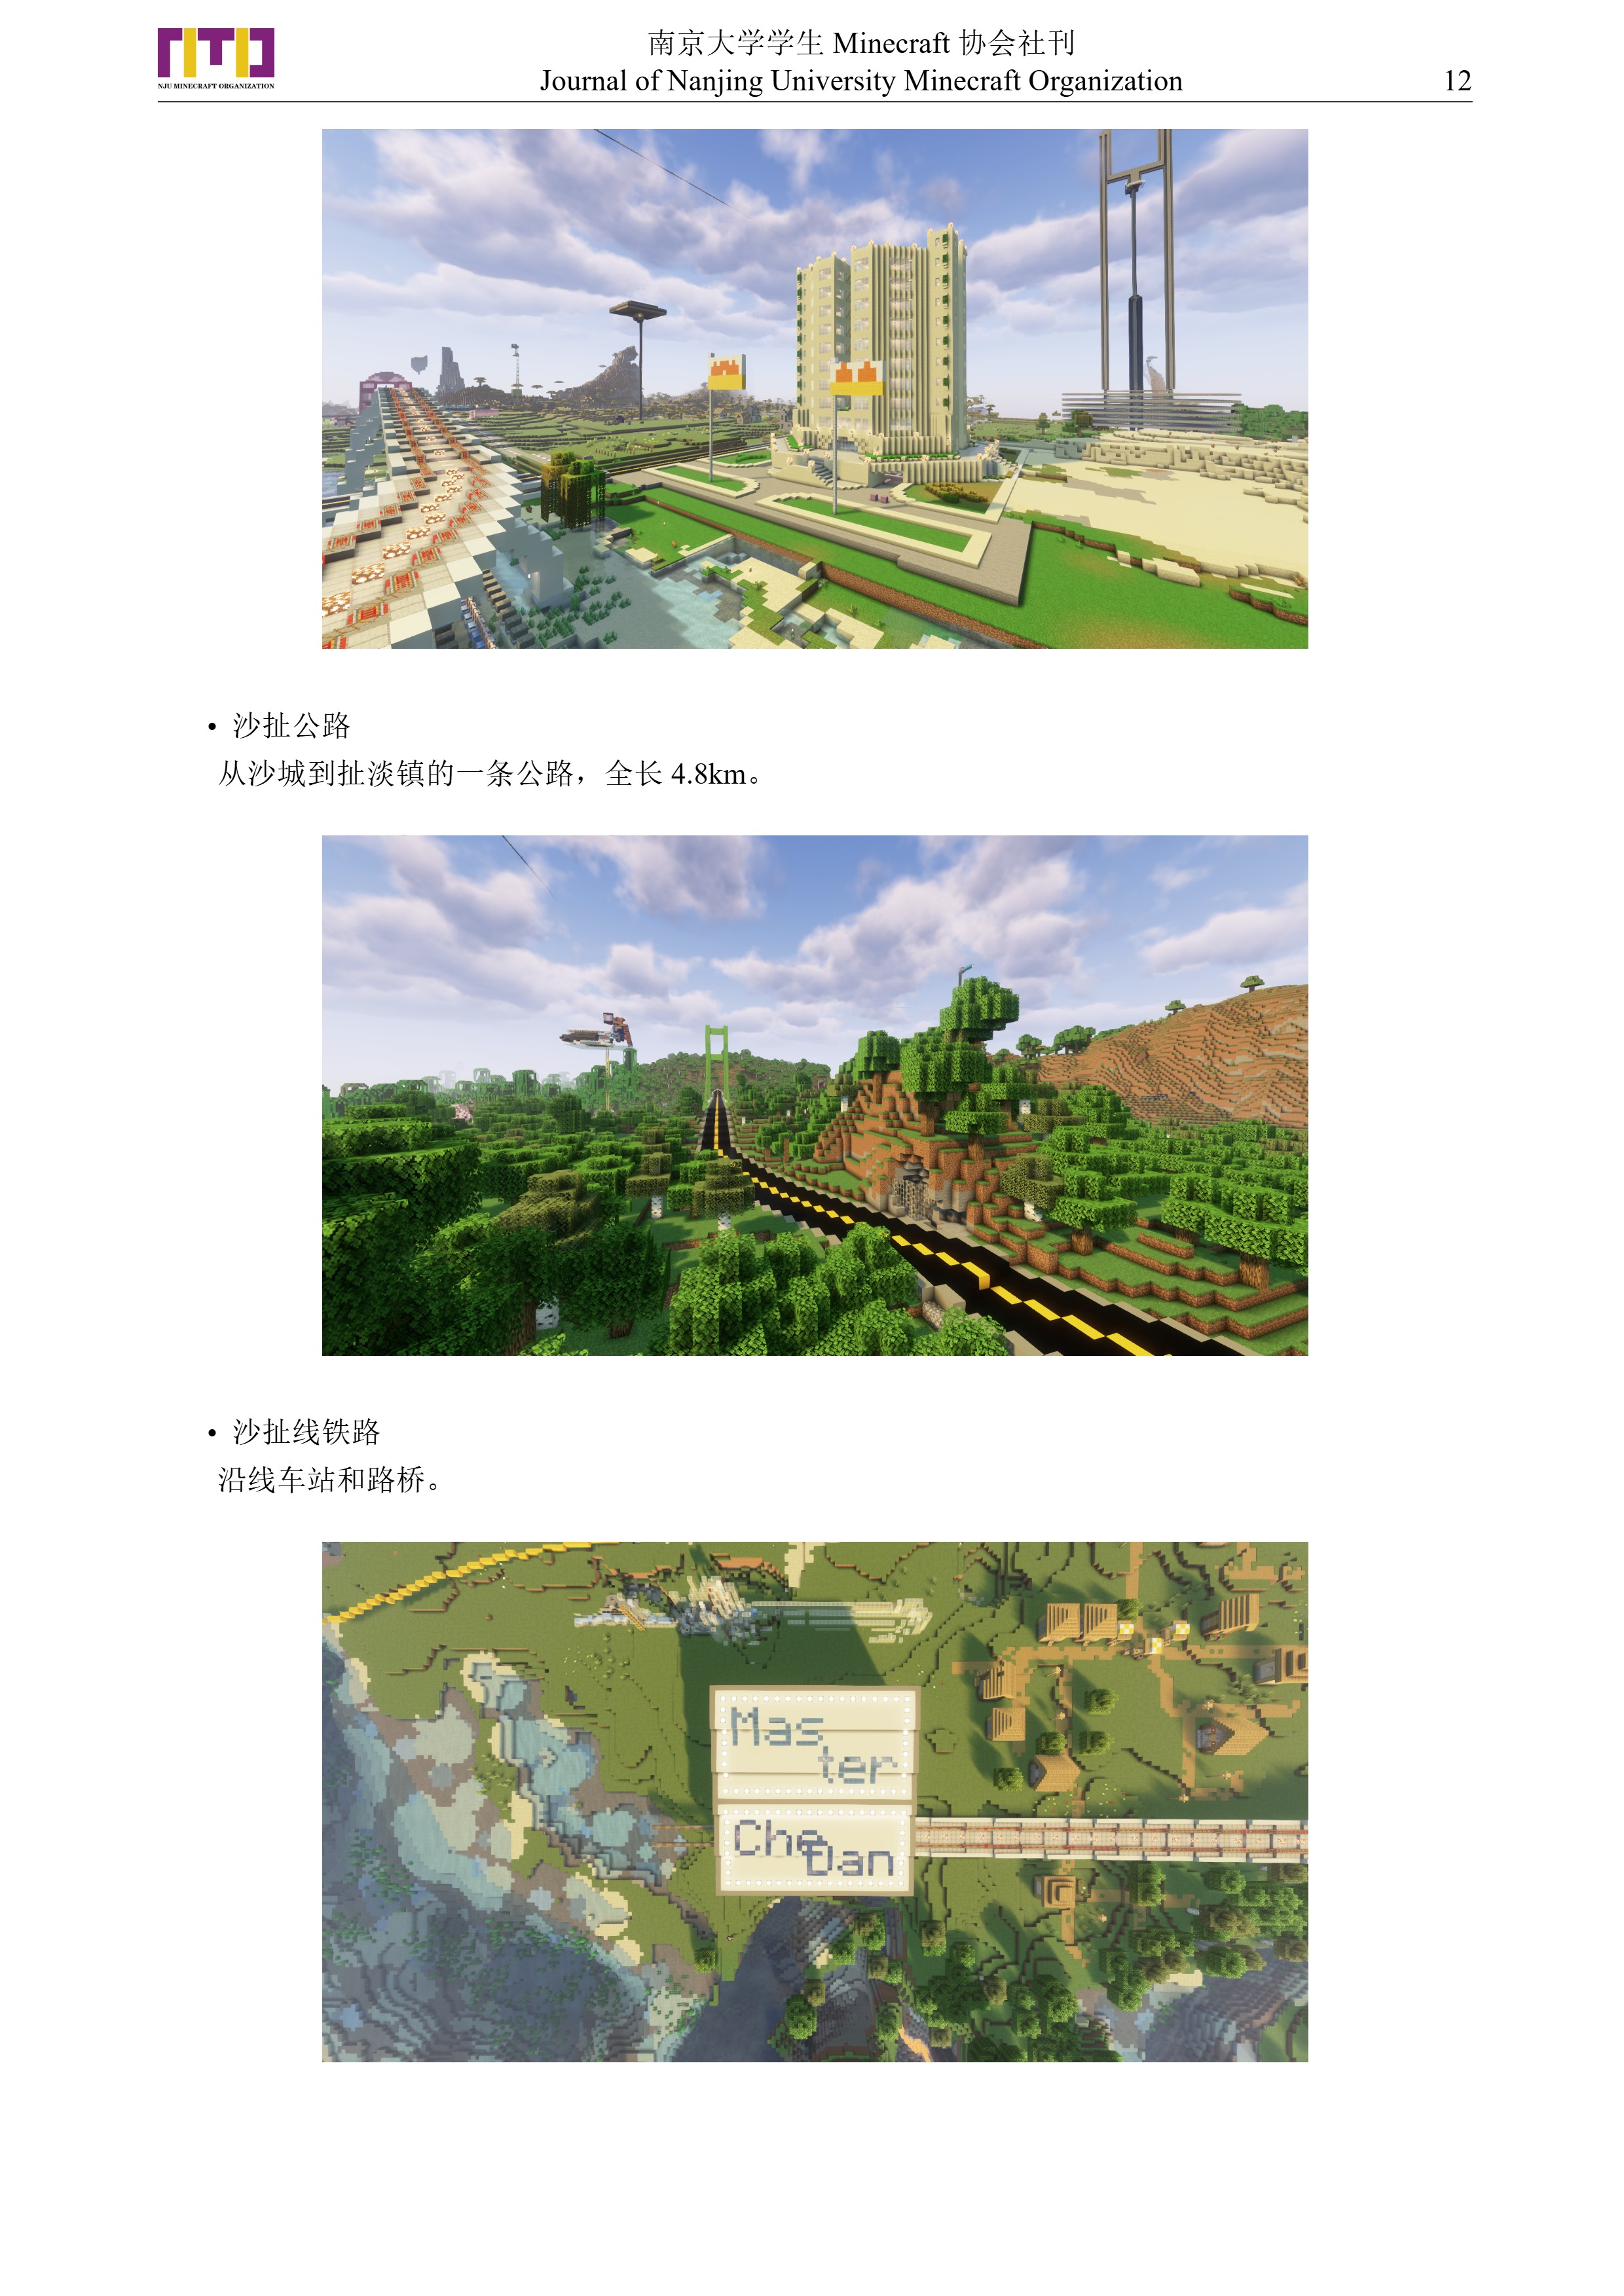 NJU MINECRAFT ORGANIZATION
南京大学学生 Minecraft 协会社刊
Journal of Nanjing University Minecraft Organization
12
• 沙扯公路
从沙城到扯淡镇的一条公路，全长 4.8km。
• 沙扯线铁路
沿线车站和路桥。
Mas
ter
Che
Dan